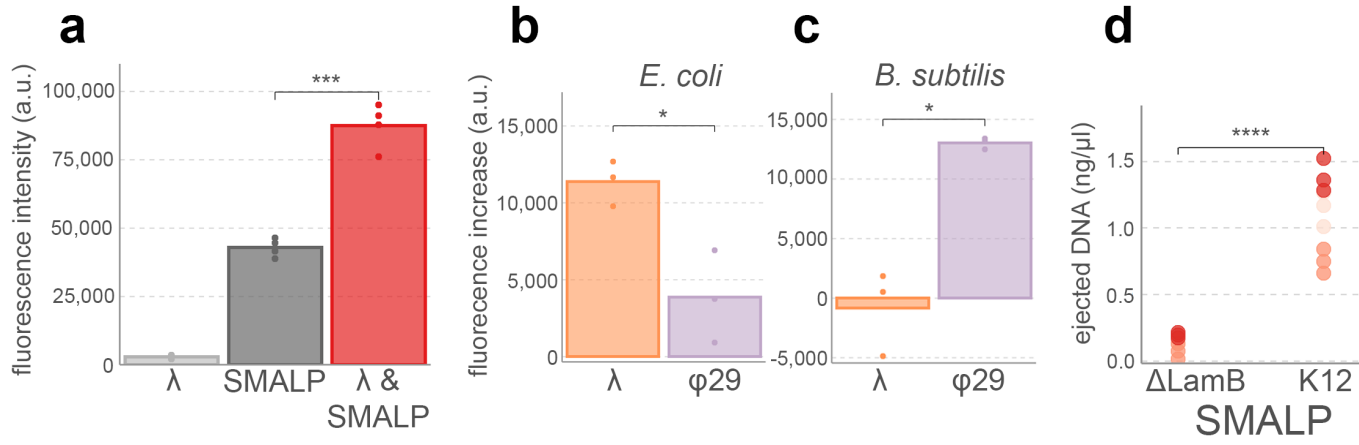 a
fluorescence intensity (a.u.)
100,000
75,000
50,000
25,000
0
***
λ
SMALP
λ &
SMALP
b
E. coli
fluorecence increase (a.u.)
15,000
10,000
5,000
0
*
λ
φ29
c
B. subtilis
15,000
10,000
5,000
0
-5,000
*
λ
φ29
d
ejected DNA (ng/µl)
1.5
1.0
0.5
0.0
****
ΔLamB
K12
SMALP